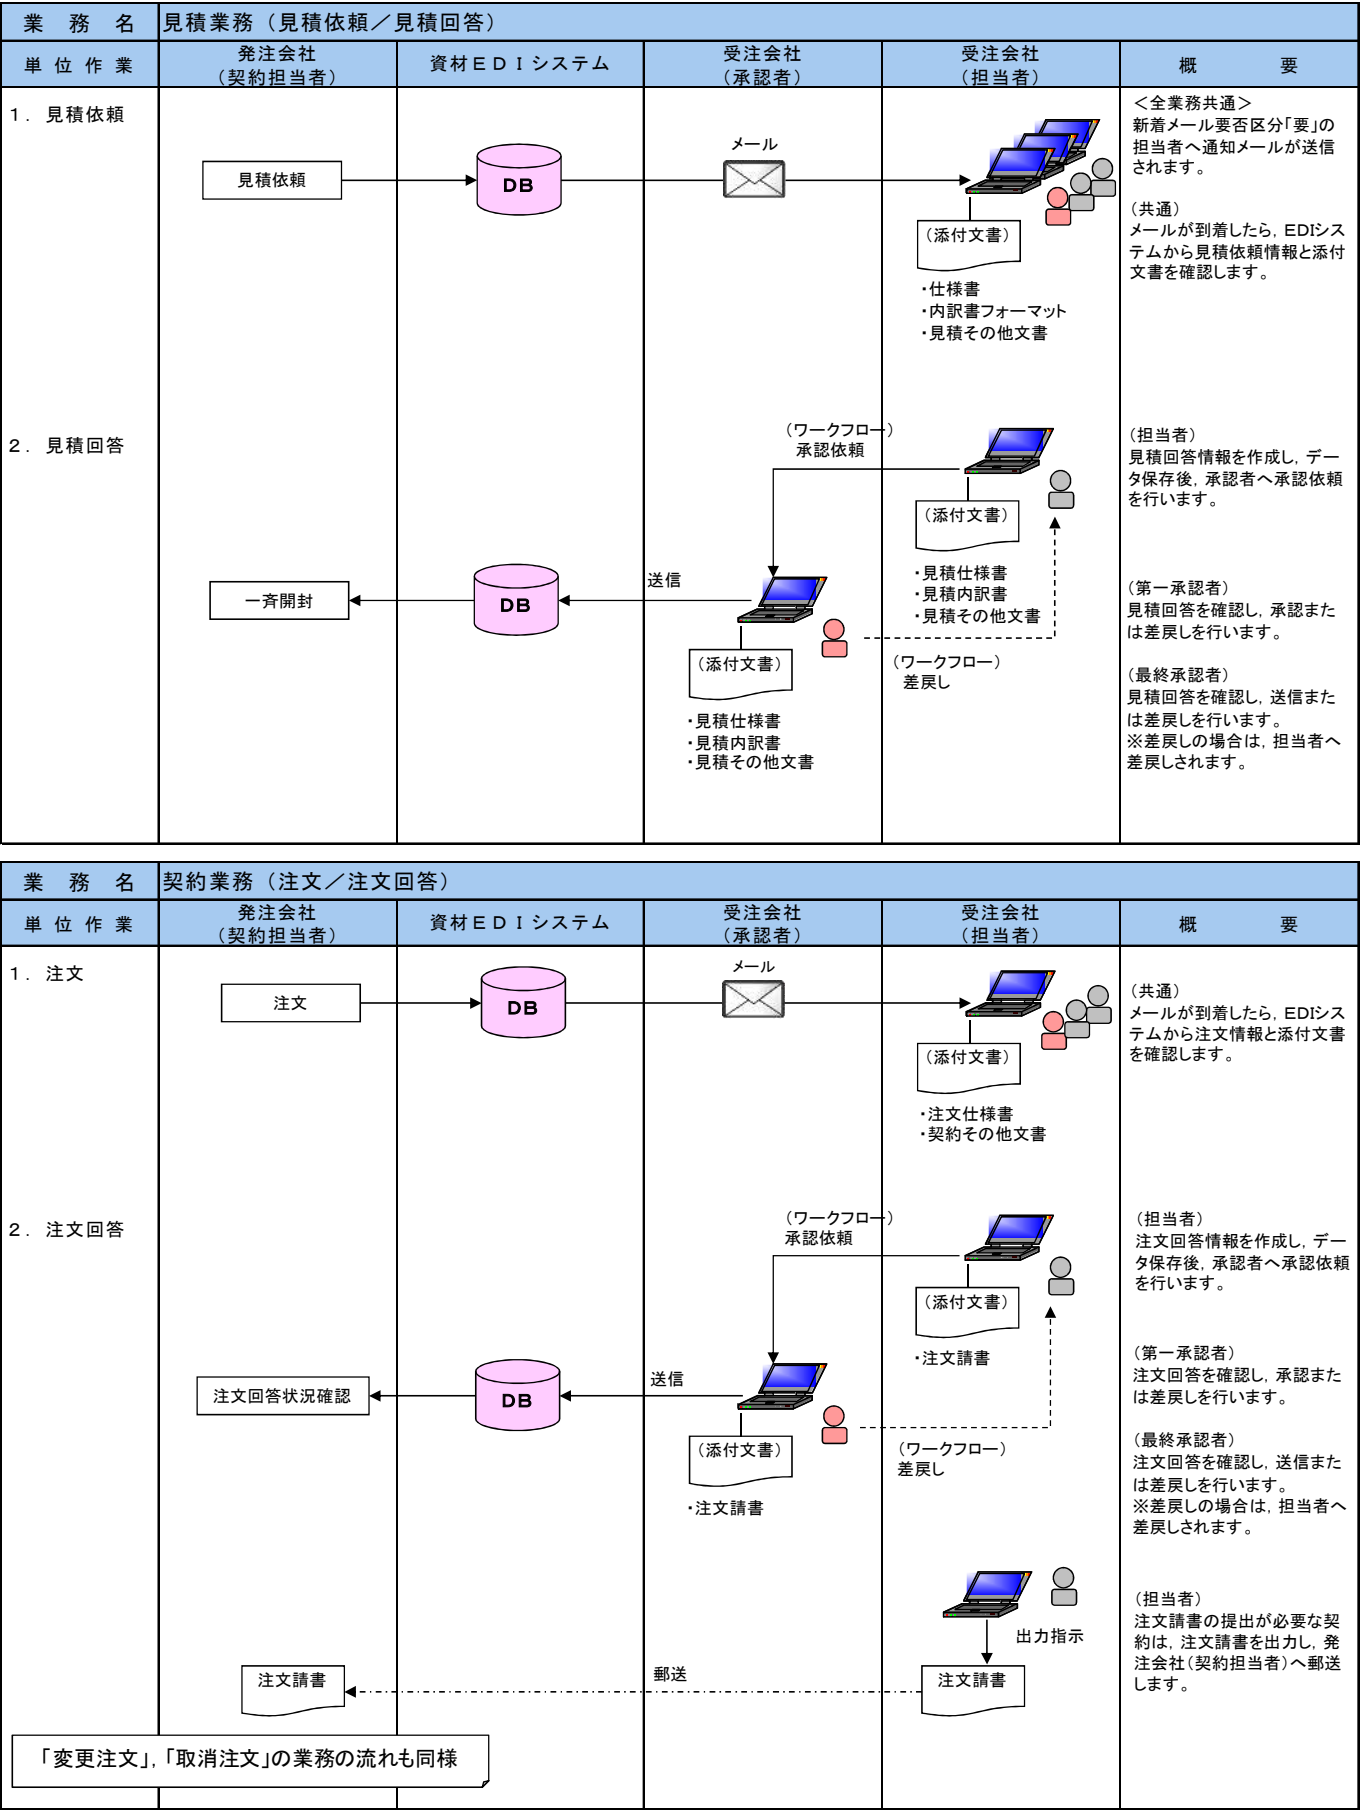 業　務　名
見積業務（見積依頼／見積回答）
単 位 作 業
発注会社
（契約担当者）
資材ＥＤＩシステム
受注会社
（承認者）
受注会社
（担当者）
概　　　要
１．見積依頼
見積依頼
DB
メール
（添付文書）
・仕様書
・内訳書フォーマット
・見積その他文書
＜全業務共通＞
新着メール要否区分「要」の
担当者へ通知メールが送信
されます。
（共通）
メールが到着したら，EDIシス
テムから見積依頼情報と添付
文書を確認します。
２．見積回答
（ワークフロー）
承認依頼
（添付文書）
・見積仕様書
・見積内訳書
・見積その他文書
一斉開封
DB
送信
（添付文書）
・見積仕様書
・見積内訳書
・見積その他文書
（ワークフロー）
差戻し
（担当者）
見積回答情報を作成し，デー
タ保存後，承認者へ承認依頼
を行います。
（第一承認者）
見積回答を確認し，承認また
は差戻しを行います。
（最終承認者）
見積回答を確認し，送信また
は差戻しを行います。
※差戻しの場合は，担当者へ
差戻しされます。
業　務　名
契約業務（注文／注文回答）
単 位 作 業
発注会社
（契約担当者）
資材ＥＤＩシステム
受注会社
（承認者）
受注会社
（担当者）
概　　　要
１．注文
注文
DB
メール
（添付文書）
・注文仕様書
・契約その他文書
（共通）
メールが到着したら，EDIシス
テムから注文情報と添付文書
を確認します。
２．注文回答
（ワークフロー）
承認依頼
（添付文書）
・注文請書
注文回答状況確認
DB
送信
（添付文書）
・注文請書
（ワークフロー）
差戻し
（担当者）
注文回答情報を作成し，デー
タ保存後，承認者へ承認依頼
を行います。
（第一承認者）
注文回答を確認し，承認また
は差戻しを行います。
（最終承認者）
注文回答を確認し，送信また
は差戻しを行います。
※差戻しの場合は，担当者へ
差戻しされます。
出力指示
注文請書
郵送
注文請書
（担当者）
注文請書の提出が必要な契
約は，注文請書を出力し，発
注会社（契約担当者）へ郵送
します。
「変更注文」，「取消注文」の業務の流れも同様